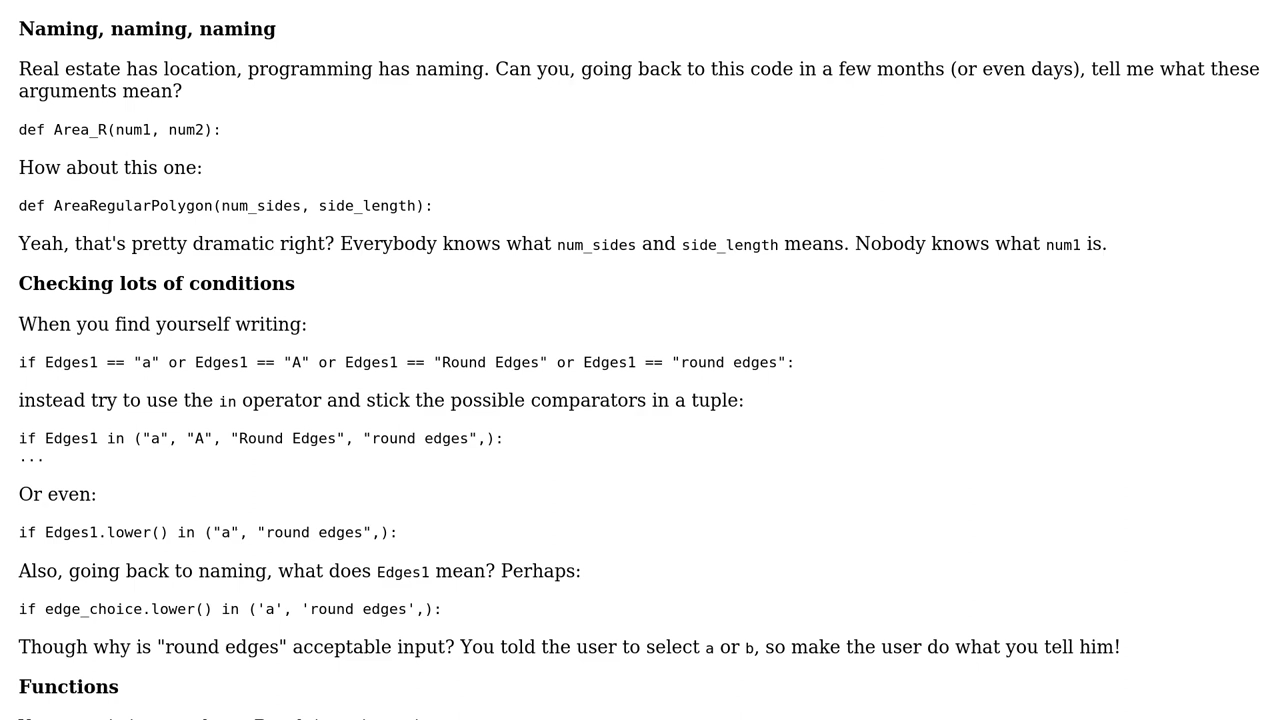 Naming, naming, naming
Real estate has location, programming has naming. Can you, going back to this code in a few months (or even days), tell me what these
arguments mean?
def Area_R(num1, num2):
How about this one:
def AreaRegularPolygon(num_sides, side_length):
Yeah, that's pretty dramatic right? Everybody knows what num_sides and side_length means. Nobody knows what num1 is.
Checking lots of conditions
When you find yourself writing:
if Edges1 == "a" or Edges1 == "A" or Edges1 == "Round Edges" or Edges1 == "round edges":
instead try to use the in operator and stick the possible comparators in a tuple:
if Edges1 in ("a", "A", "Round Edges", "round edges",):
...
Or even:
if Edges1.lower() in ("a", "round edges",):
Also, going back to naming, what does Edges1 mean? Perhaps:
if edge_choice.lower() in ('a', 'round edges',):
Though why is "round edges" acceptable input? You told the user to select a or b, so make the user do what you tell him!
Functions